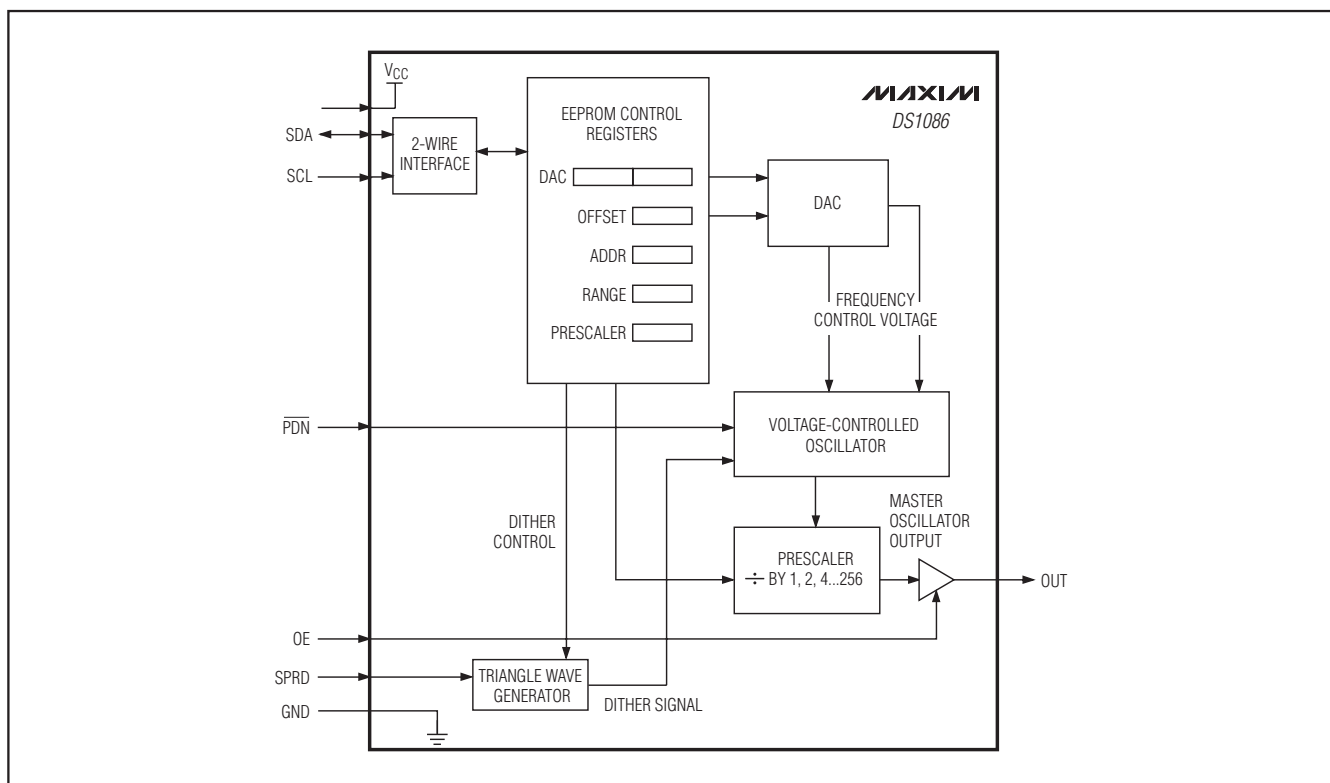 VCC
MAXIM
DS1086
SDA
SCL
2-WIRE
INTERFACE
EEPROM CONTROL
REGISTERS
DAC
OFFSET
ADDR
RANGE
PRESCALER
DAC
FREQUENCY
CONTROL VOLTAGE
PDN
VOLTAGE-CONTROLLED
OSCILLATOR
DITHER
CONTROL
MASTER
OSCILLATOR
OUTPUT
PRESCALER
÷ BY 1, 2, 4...256
OUT
OE
SPRD
GND
TRIANGLE WAVE
GENERATOR
DITHER SIGNAL